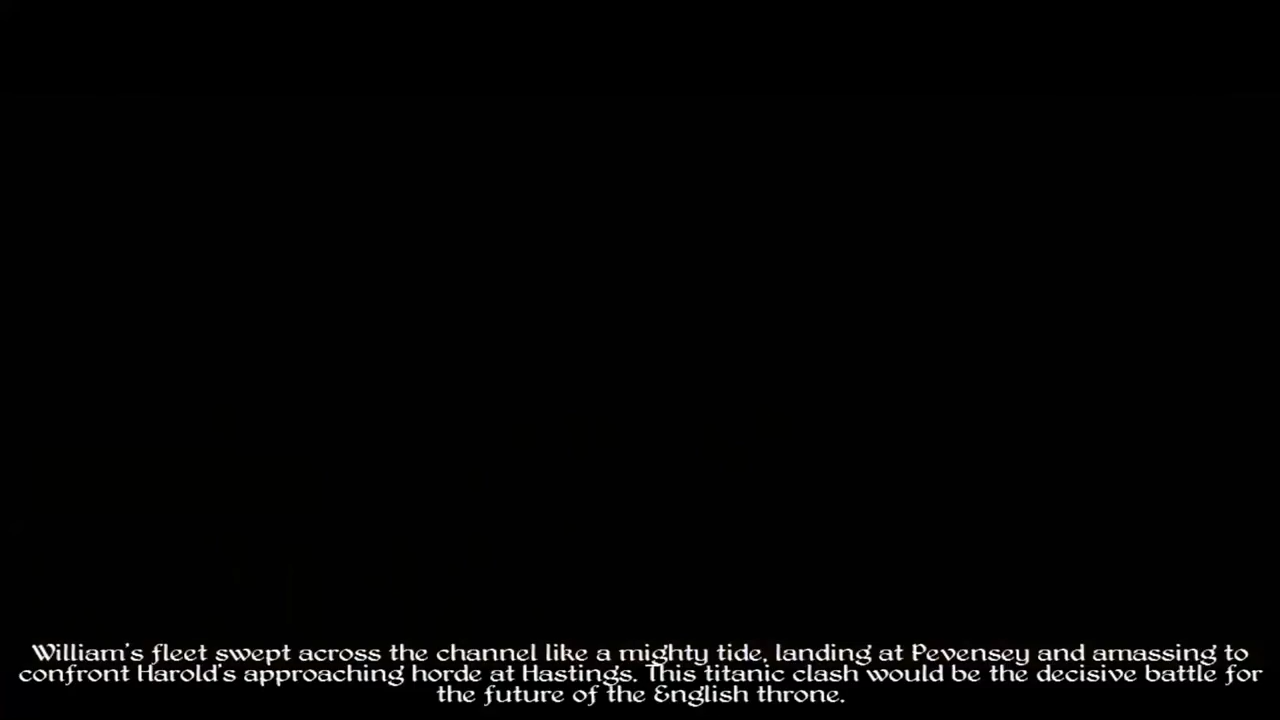 William's fleet swept across the channel like a mighty tide, landing at Pevensey and amassing to
confront Harold's approaching horde at Hastings. This titanic clash would be the decisive battle for
the future of the English throne.